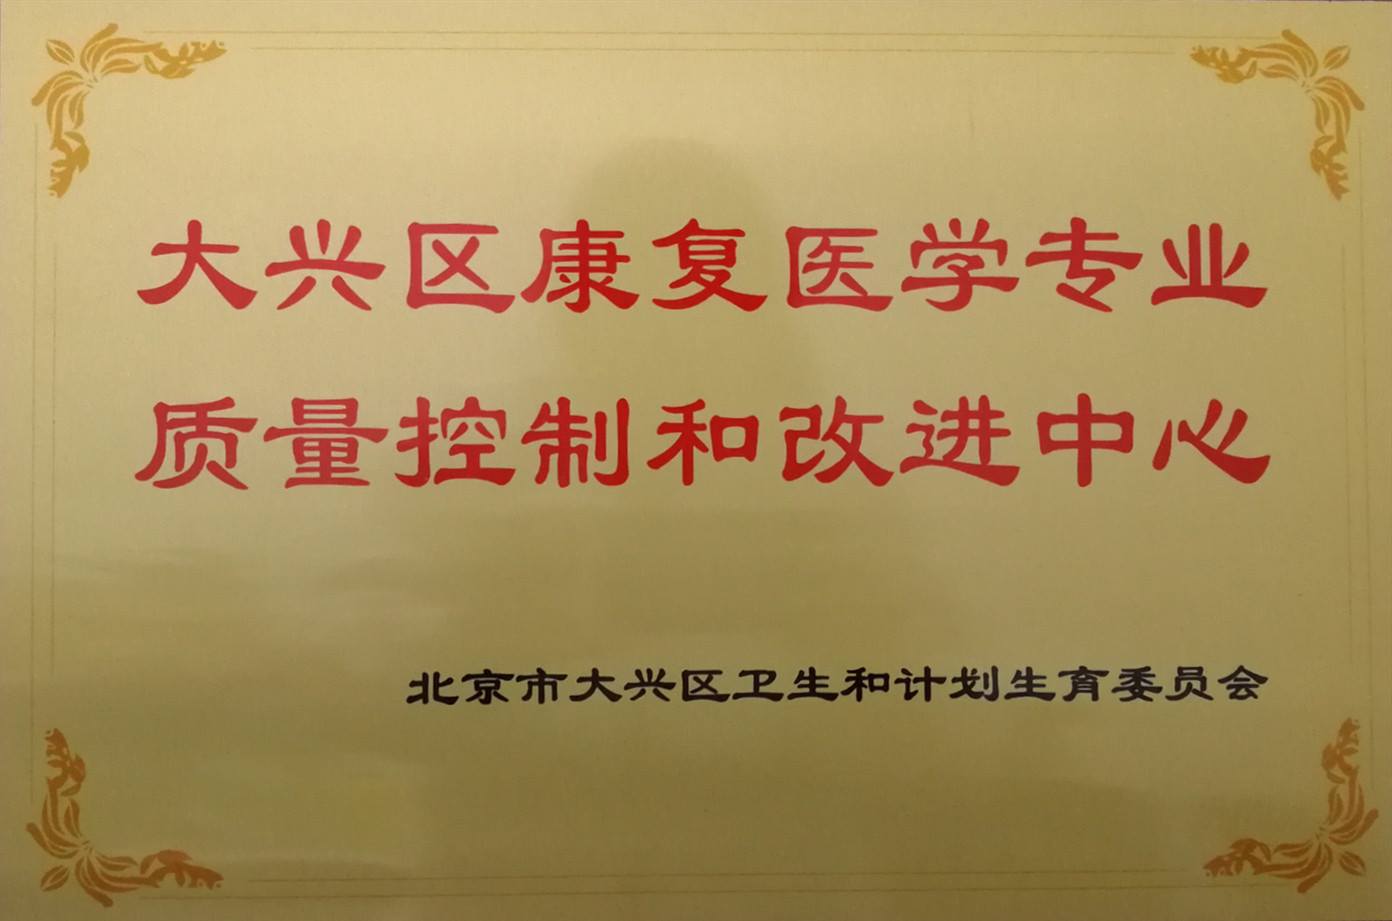 大兴区康复医学专业
质量控制和改进中心
北京市大兴区卫生和计划生育委员会